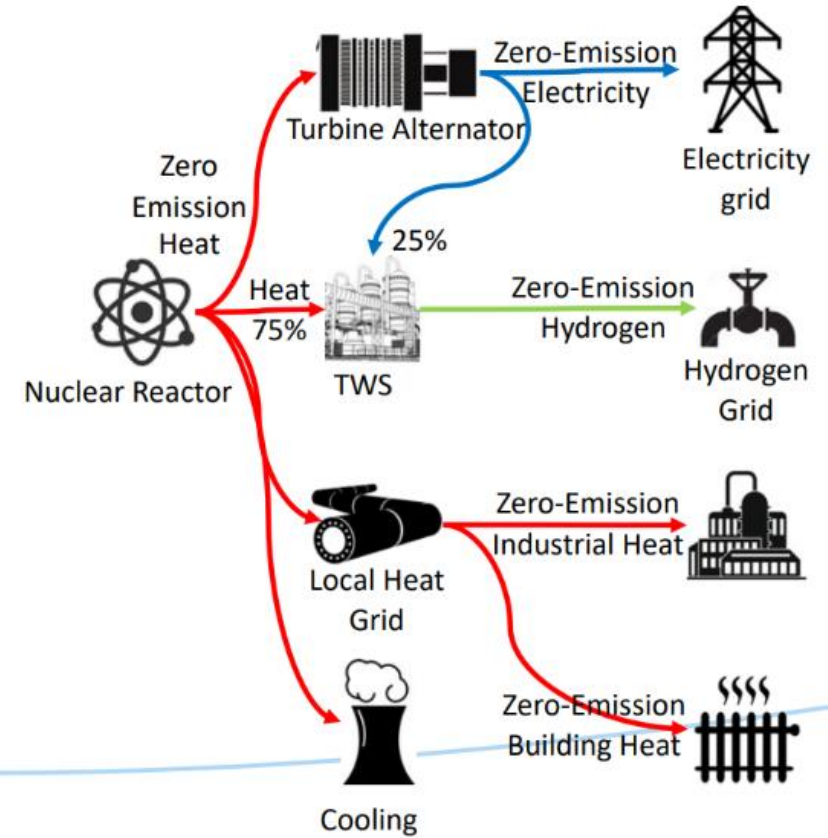 Zero-Emission
Electricity
Turbine Alternator
Electricity
grid
Zero
Emission
Heat
25%
Heat
75%
Zero-Emission
Hydrogen
Nuclear Reactor
TWS
Hydrogen
Grid
Zero-Emission
Industrial Heat
Local Heat
Grid
Zero-Emission
Building Heat
Cooling